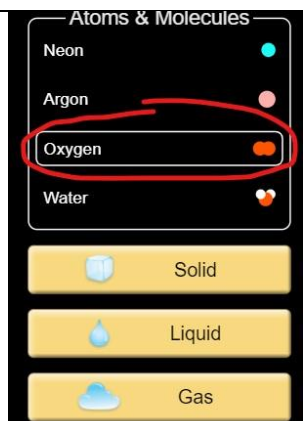 Atoms & Molecules
Neon
Argon
Oxygen
Water
Solid
Liquid
Gas